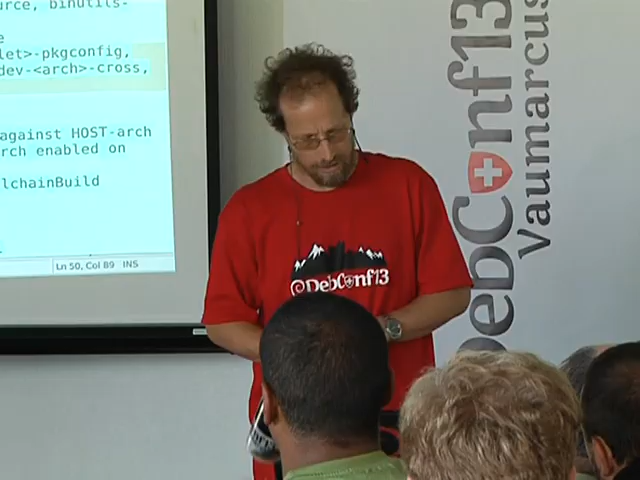 urce, binutils-
let>-pkgconfig,
dev-<arch>-cross,
against HOST-arch
rch enabled on
lchainBuild
Ln 50, Col 89 INS
DebConf13
DebConf13
Vaumarcus